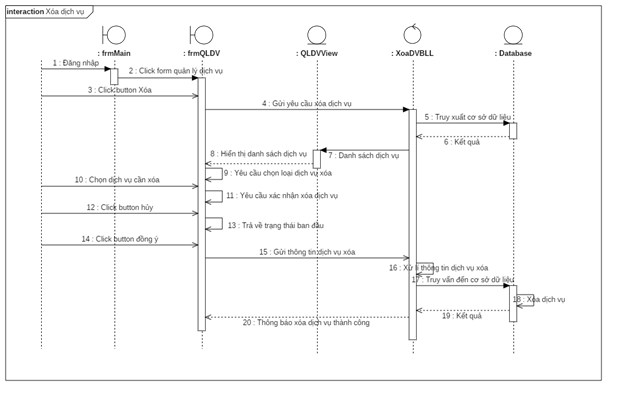 interaction Xóa dịch vụ
: frmMain
: frmQLDV
: QLDVView
: XoaDVBLL
: Database
1 : Đăng nhập
2 : Click form quản lý dịch vụ
3 : Click button Xóa
4 : Gửi yêu cầu xóa dịch vụ
5 : Truy xuất cơ sở dữ liệu
6 : Kết quả
7 : Danh sách dịch vụ
8 : Hiển thị danh sách dịch vụ
9 : Yêu cầu chọn loại dịch vụ xóa
10 : Chọn dịch vụ cần xóa
11 : Yêu cầu xác nhận xóa dịch vụ
12 : Click button hủy
13 : Trả về trạng thái ban đầu
14 : Click button đồng ý
15 : Gửi thông tin dịch vụ xóa
16 : Xử lí thông tin dịch vụ xóa
17 : Truy vấn đến cơ sở dữ liệu
18 : Xóa dịch vụ
19 : Kết quả
20 : Thông báo xóa dịch vụ thành công